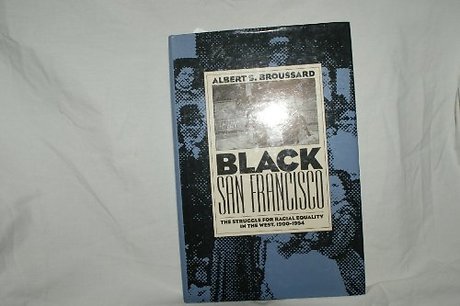 ALBERT S. BROUSSARD
BLACK
SAN FRANCISCO
THE STRUGGLE FOR RACIAL EQUALITY
IN THE WEST, 1900-1954